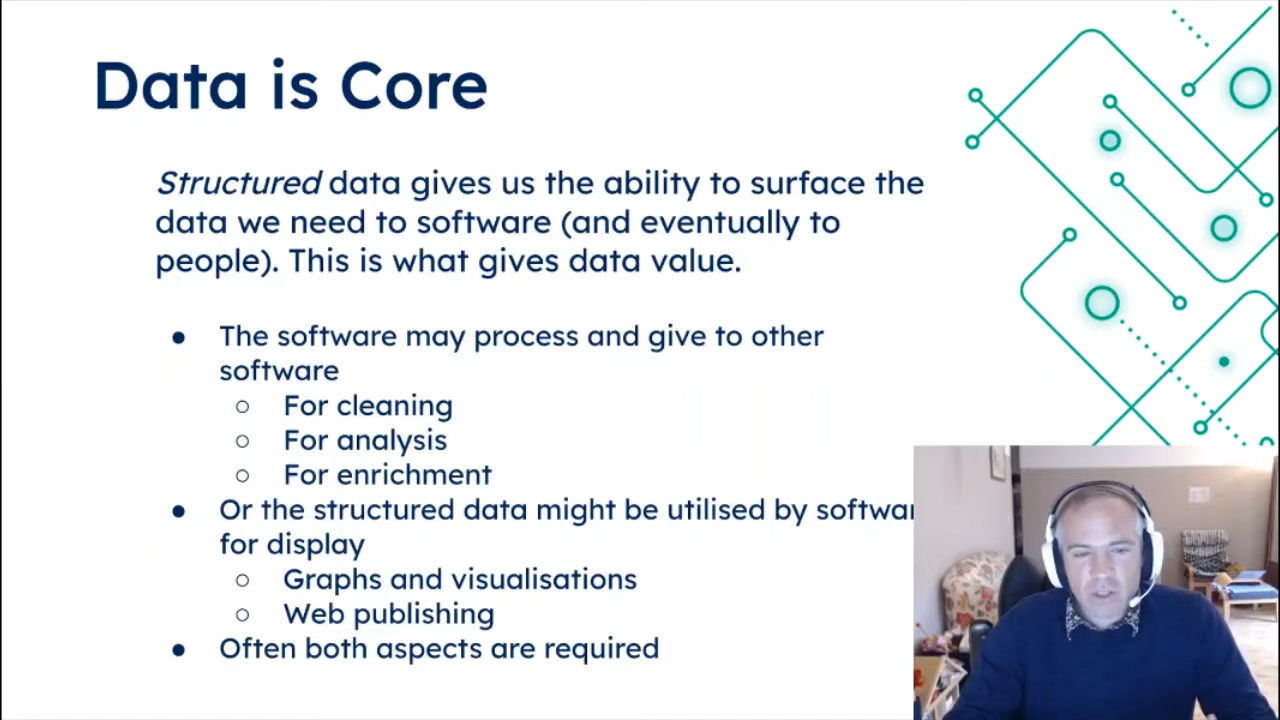 Data is Core
Structured data gives us the ability to surface the
data we need to software (and eventually to
people). This is what gives data value.
● The software may process and give to other
software
○ For cleaning
○ For analysis
○ For enrichment
● Or the structured data might be utilised by softwar
for display
○ Graphs and visualisations
○ Web publishing
● Often both aspects are required